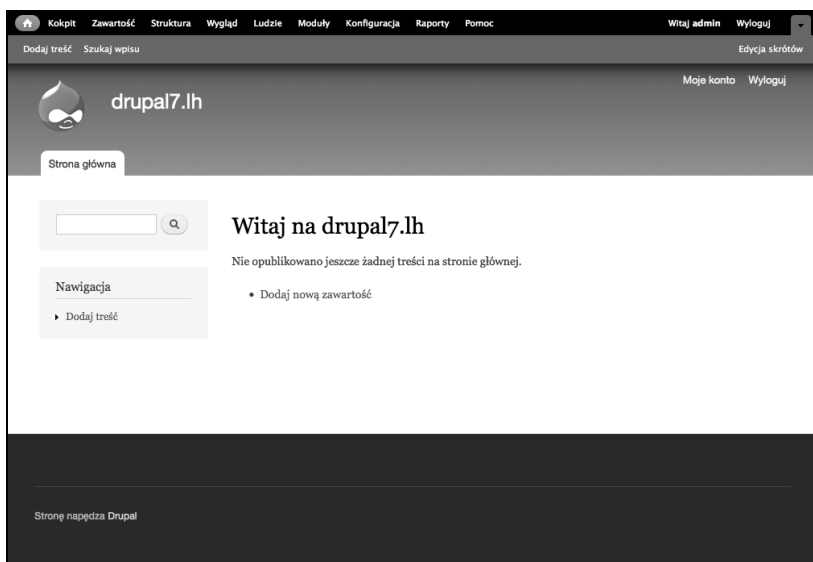 Kokpit Zawartość Struktura Wygląd Ludzie Moduły Konfiguracja Raporty Pomoc Witaj admin Wyloguj
Dodaj treść Szukaj wpisu Edycja skrótów
Moje konto Wyloguj
drupal7.lh
Strona główna
Witaj na drupal7.lh
Nie opublikowano jeszcze żadnej treści na stronie głównej.
Nawigacja
• Dodaj nową zawartość
Dodaj treść
Stronę napędza Drupal